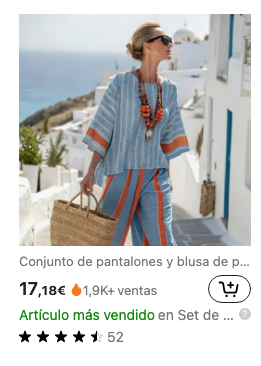 Conjunto de pantalones y blusa de p...
17,18€ 1,9K+ ventas
Artículo más vendido en Set de ... ?
52